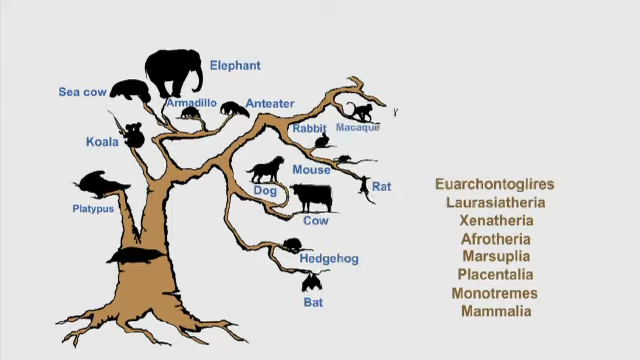 Elephant
Sea cow
Armadillo
Anteater
Rabbit
Macaque
Koala
Mouse
Dog
Rat
Platypus
Cow
Hedgehog
Bat
Euarchontoglires
Laurasiatheria
Xenatheria
Afrotheria
Marsuplia
Placentalia
Monotremes
Mammalia